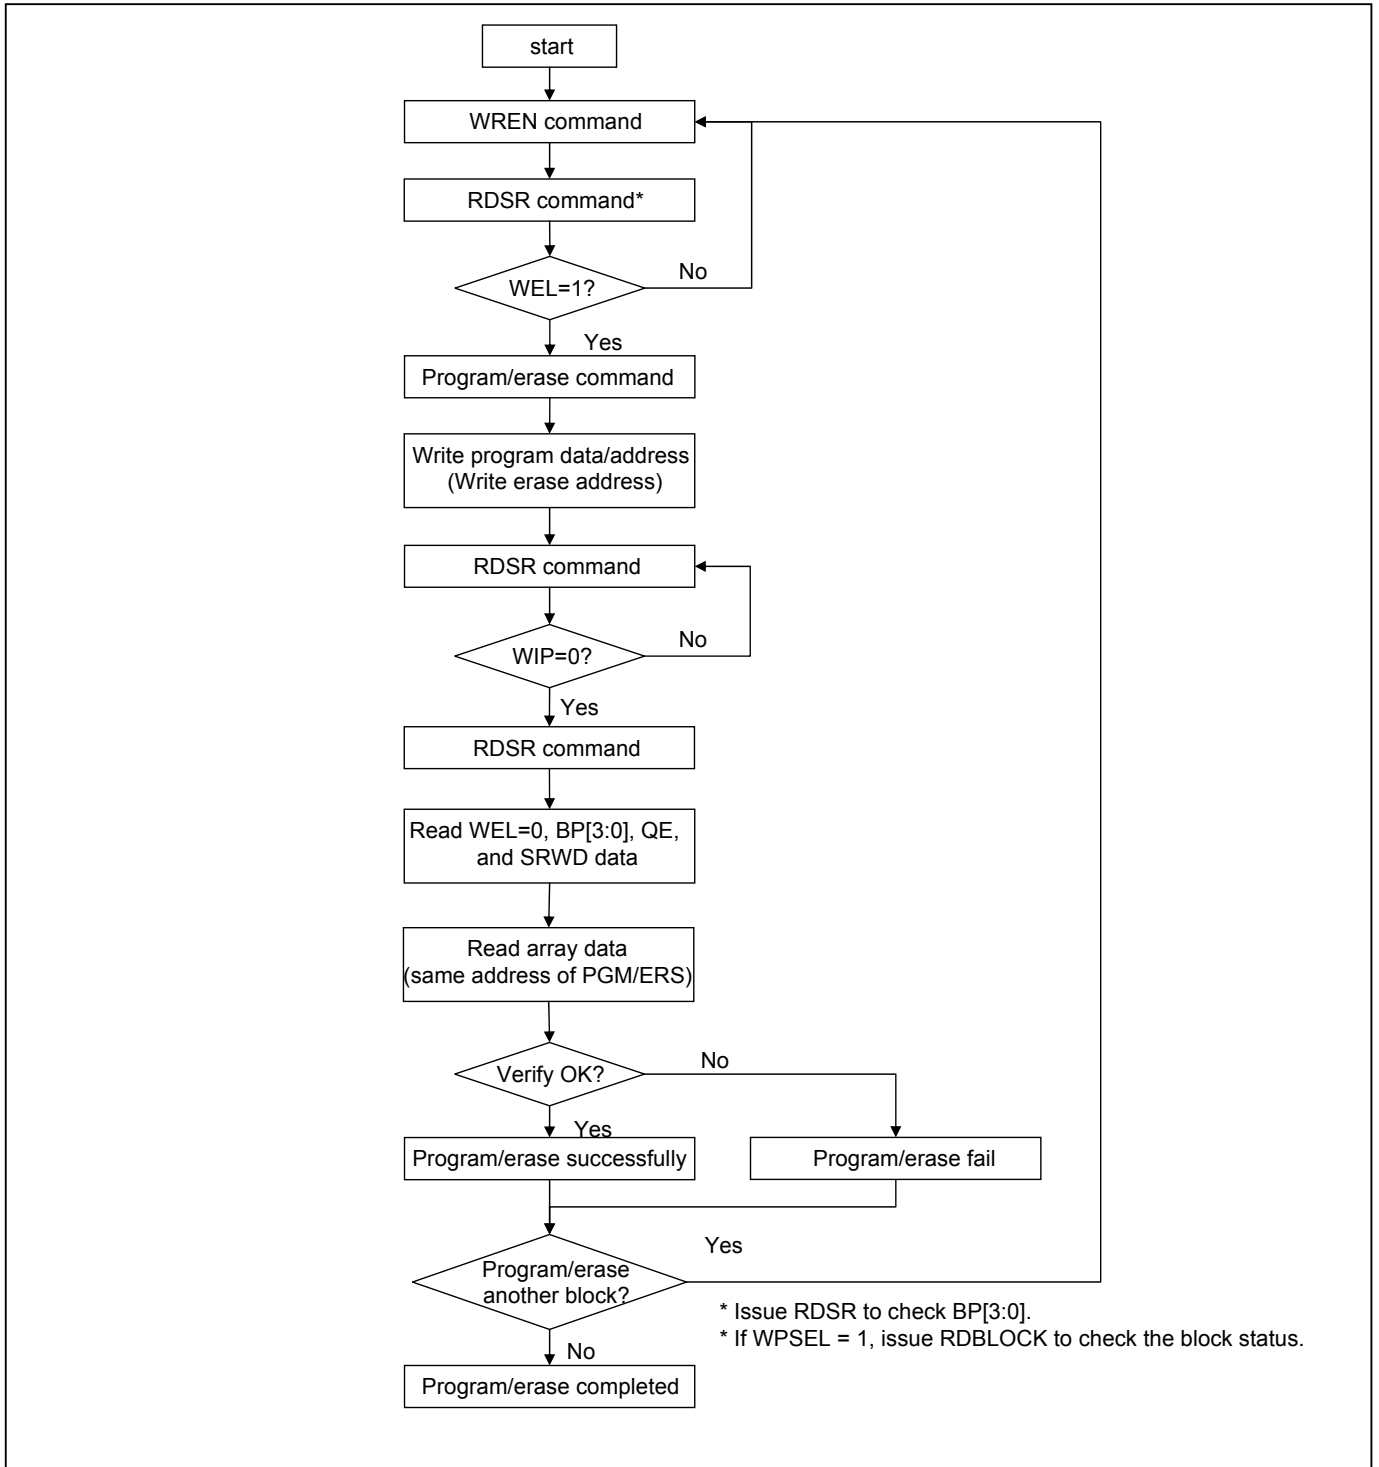 start
WREN command
RDSR command*
WEL=1?
No
Yes
Program/erase command
Write program data/address
(Write erase address)
RDSR command
WIP=0?
No
Yes
RDSR command
Read WEL=0, BP[3:0], QE,
and SRWD data
Read array data
(same address of PGM/ERS)
Verify OK?
No
Yes
Program/erase successfully
Program/erase fail
Yes
Program/erase
another block?
* Issue RDSR to check BP[3:0].
* If WPSEL = 1, issue RDBLOCK to check the block status.
No
Program/erase completed